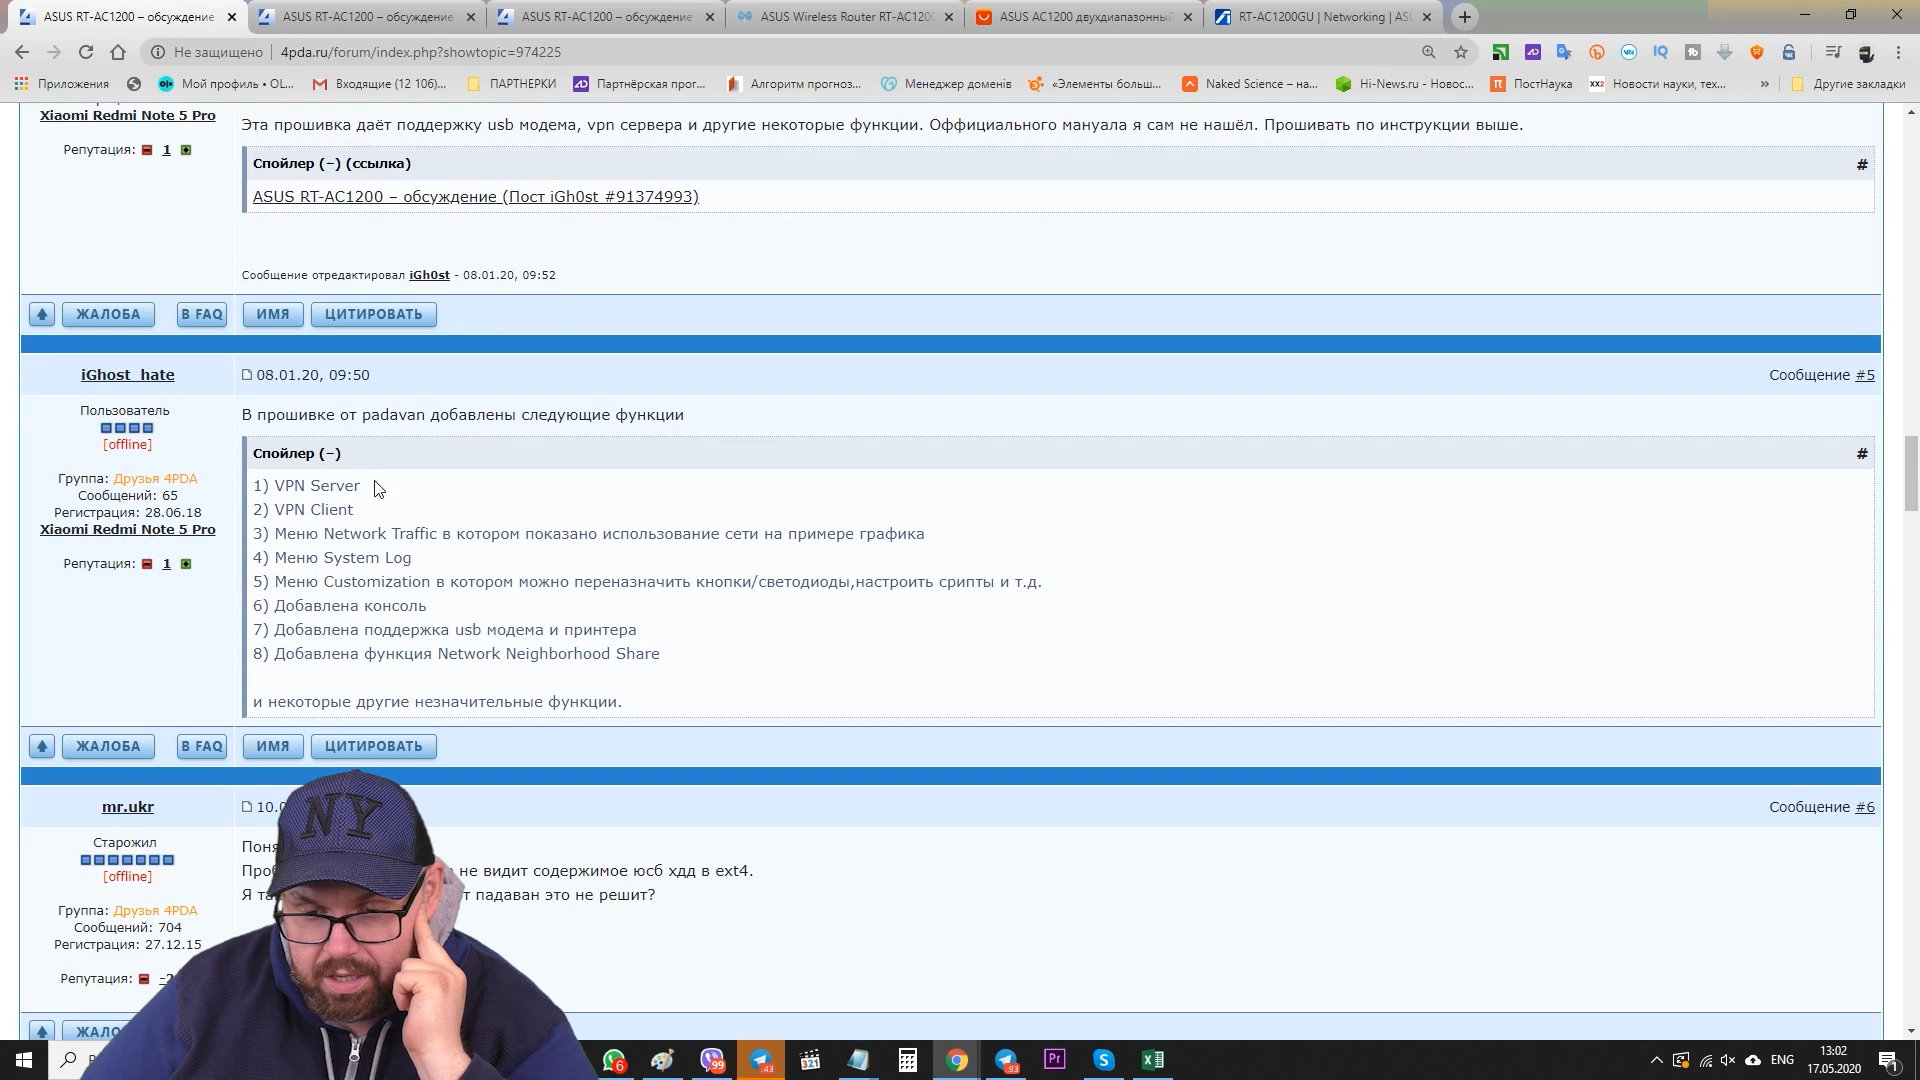 ASUS RT-AC1200 – обсуждение
ASUS RT-AC1200 – обсуждение
ASUS RT-AC1200 – обсуждение
ASUS Wireless Router RT-AC1200
ASUS AC1200 двухдиапазонный
RT-AC1200GU | Networking | ASU
Не защищено
4pda.ru/forum/index.php?showtopic=974225
Приложения
Мой профиль • OL...
Входящие (12 106)...
ПАРТНЕРКИ
Партнёрская прог...
Алгоритм прогноз...
Менеджер доменів
«Элементы больш...
Naked Science – на...
Hi-News.ru - Новос...
ПостНаука
Новости науки, тех...
»
Другие закладки
Xiaomi Redmi Note 5 Pro
Репутация: 1
Эта прошивка даёт поддержку usb модема, vpn сервера и другие некоторые функции. Оффициального мануала я сам не нашёл. Прошивать по инструкции выше.
Спойлер (−) (ссылка)
#
ASUS RT-AC1200 – обсуждение (Пост iGh0st #91374993)
Сообщение отредактировал iGh0st - 08.01.20, 09:52
ЖАЛОБА
В FAQ
ИМЯ
ЦИТИРОВАТЬ
iGhost_hate
08.01.20, 09:50
Сообщение #5
Пользователь
[offline]
Группа: Друзья 4PDA
Сообщений: 65
Регистрация: 28.06.18
Xiaomi Redmi Note 5 Pro
Репутация: 1
В прошивке от padavan добавлены следующие функции
Спойлер (−)
#
1) VPN Server
2) VPN Client
3) Меню Network Traffic в котором показано использование сети на примере графика
4) Меню System Log
5) Меню Customization в котором можно переназначить кнопки/светодиоды,настроить срипты и т.д.
6) Добавлена консоль
7) Добавлена поддержка usb модема и принтера
8) Добавлена функция Network Neighborhood Share
и некоторые другие незначительные функции.
ЖАЛОБА
В FAQ
ИМЯ
ЦИТИРОВАТЬ
mr.ukr
10.0
Сообщение #6
Старожил
[offline]
Группа: Друзья 4PDA
Сообщений: 704
Регистрация: 27.12.15
Репутация:
не видит содержимое юсб хдд в ext4.
падаван это не решит?
NY
ЖАЛО
6
99
43
321
93
Pr
ENG
13:02
17.05.2020
1